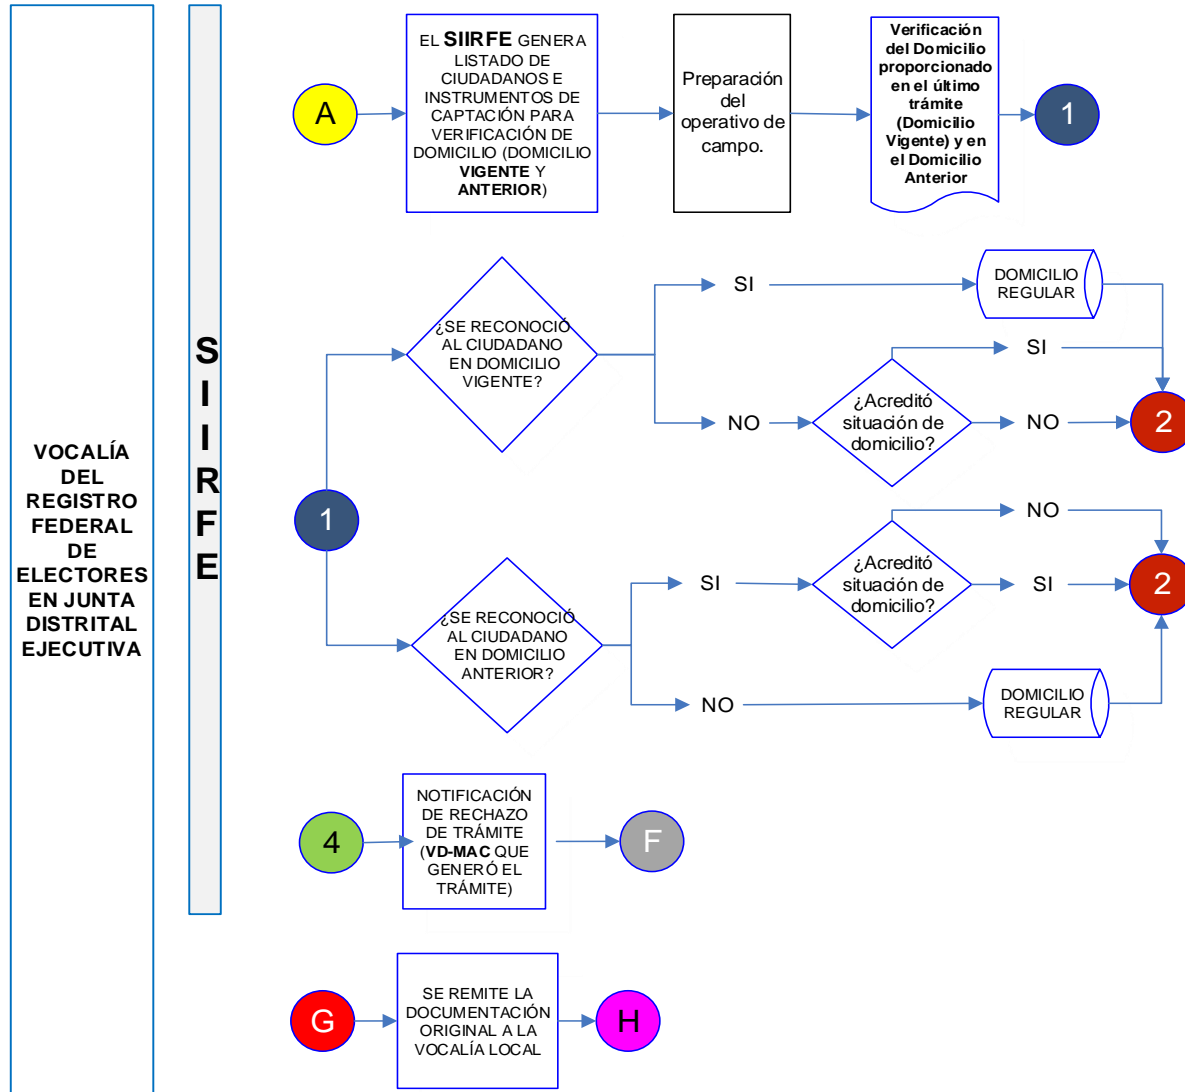 VOCALÍA
DEL
REGISTRO
FEDERAL
DE
ELECTORES
EN JUNTA
DISTRITAL
EJECUTIVA
S
I
I
R
F
E
A
EL SIIRFE GENERA
LISTADO DE
CIUDADANOS E
INSTRUMENTOS DE
CAPTACIÓN PARA
VERIFICACIÓN DE
DOMICILIO (DOMICILIO
VIGENTE Y
ANTERIOR)
Preparación
del
operativo de
campo.
Verificación
del Domicilio
proporcionado
en el último
trámite
(Domicilio
Vigente) y en
el Domicilio
Anterior
1
1
¿SE RECONOCIÓ
AL CIUDADANO
EN DOMICILIO
VIGENTE?
SI
DOMICILIO
REGULAR
NO
¿Acreditó
situación de
domicilio?
SI
NO
2
¿SE RECONOCIÓ
AL CIUDADANO
EN DOMICILIO
ANTERIOR?
SI
¿Acreditó
situación de
domicilio?
NO
SI
2
NO
DOMICILIO
REGULAR
4
NOTIFICACIÓN
DE RECHAZO
DE TRÁMITE
(VD-MAC QUE
GENERÓ EL
TRÁMITE)
F
G
SE REMITE LA
DOCUMENTACIÓN
ORIGINAL A LA
VOCALÍA LOCAL
H